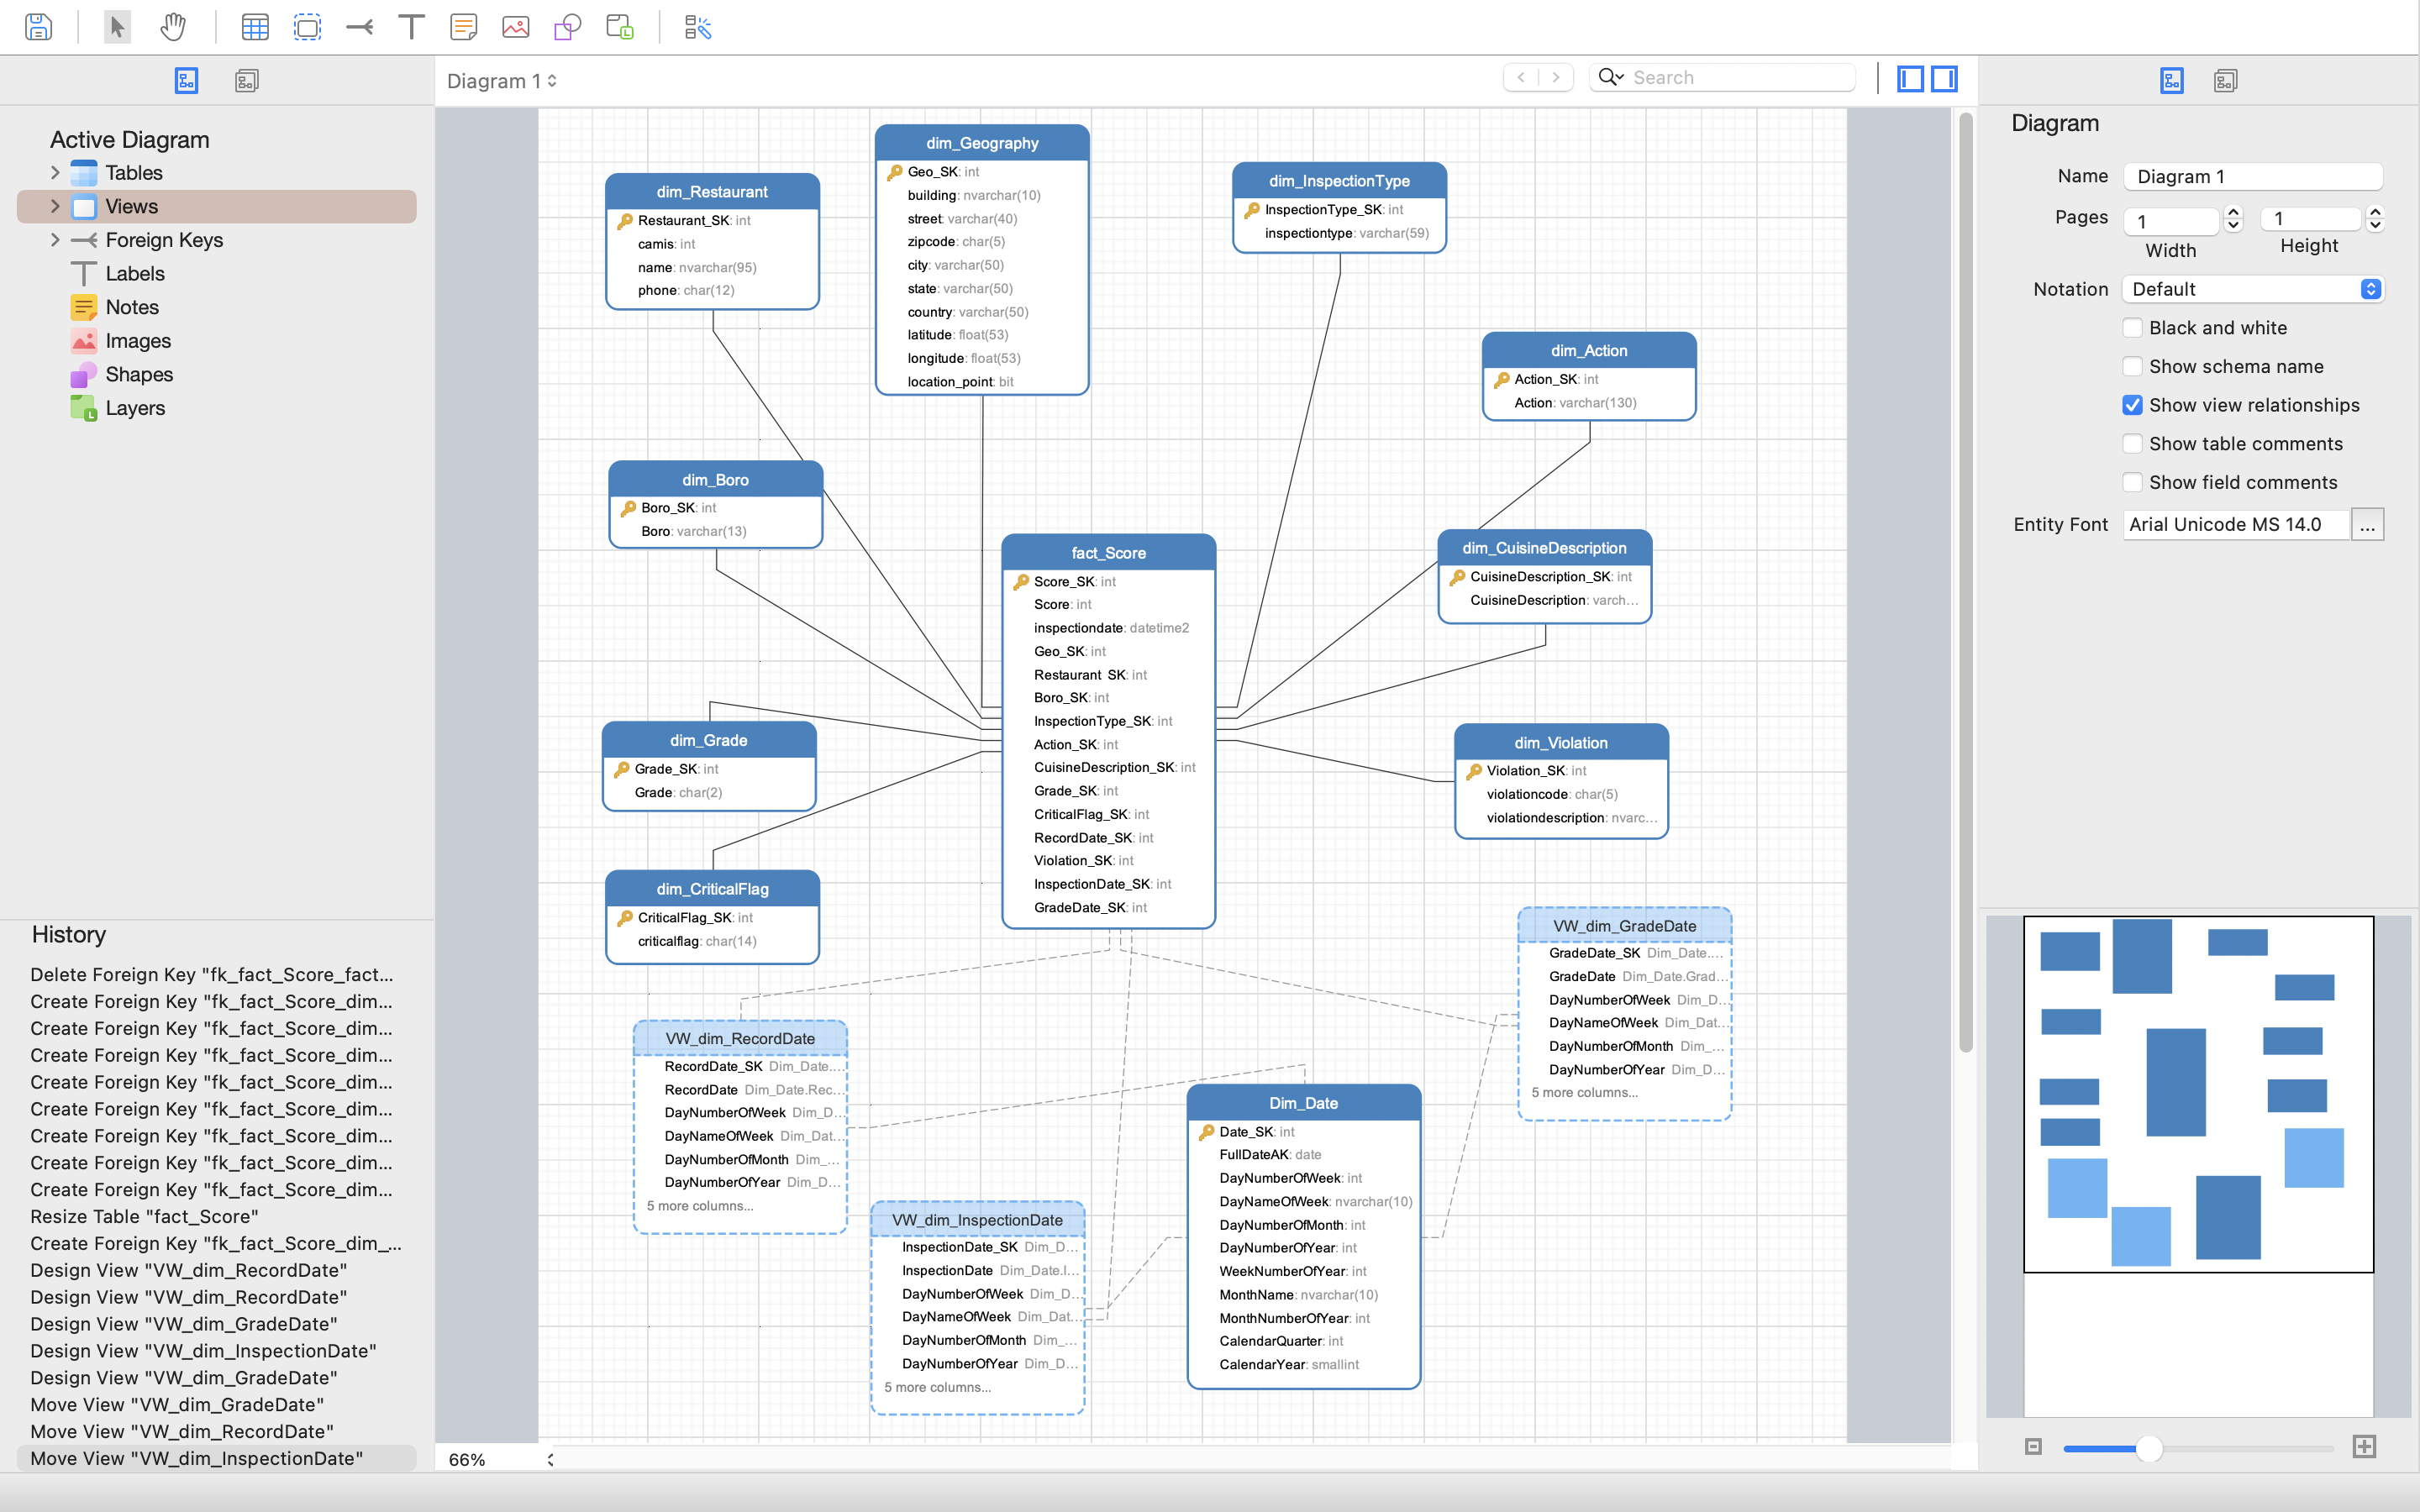 Diagram 1
Search
Active Diagram
Tables
Views
Foreign Keys
Labels
Notes
Images
Shapes
Layers
History
Delete Foreign Key "fk_fact_Score_fact...
Create Foreign Key "fk_fact_Score_dim...
Create Foreign Key "fk_fact_Score_dim...
Create Foreign Key "fk_fact_Score_dim...
Create Foreign Key "fk_fact_Score_dim...
Create Foreign Key "fk_fact_Score_dim...
Create Foreign Key "fk_fact_Score_dim...
Create Foreign Key "fk_fact_Score_dim...
Create Foreign Key "fk_fact_Score_dim...
Resize Table "fact_Score"
Create Foreign Key "fk_fact_Score_dim_...
Design View "VW_dim_RecordDate"
Design View "VW_dim_RecordDate"
Design View "VW_dim_GradeDate"
Design View "VW_dim_InspectionDate"
Design View "VW_dim_GradeDate"
Move View "VW_dim_GradeDate"
Move View "VW_dim_RecordDate"
Move View "VW_dim_InspectionDate"
dim_Restaurant
Restaurant_SK: int
camis: int
name: nvarchar(95)
phone: char(12)
dim_Geography
Geo_SK: int
building: nvarchar(10)
street: varchar(40)
zipcode: char(5)
city: varchar(50)
state: varchar(50)
country: varchar(50)
latitude: float(53)
longitude: float(53)
location_point: bit
dim_InspectionType
InspectionType_SK: int
inspectiontype: varchar(59)
dim_Action
Action_SK: int
Action: varchar(130)
dim_Boro
Boro_SK: int
Boro: varchar(13)
fact_Score
Score_SK: int
Score: int
inspectiondate: datetime2
Geo_SK: int
Restaurant_SK: int
Boro_SK: int
InspectionType_SK: int
Action_SK: int
CuisineDescription_SK: int
Grade_SK: int
CriticalFlag_SK: int
RecordDate_SK: int
Violation_SK: int
InspectionDate_SK: int
GradeDate_SK: int
dim_CuisineDescription
CuisineDescription_SK: int
CuisineDescription: varch...
dim_Grade
Grade_SK: int
Grade: char(2)
dim_Violation
Violation_SK: int
violationcode: char(5)
violationdescription: nvarc...
dim_CriticalFlag
CriticalFlag_SK: int
criticalflag: char(14)
VW_dim_GradeDate
GradeDate_SK Dim_Date....
GradeDate Dim_Date.Grad...
DayNumberOfWeek Dim_D...
DayNameOfWeek Dim_Dat...
DayNumberOfMonth Dim_...
DayNumberOfYear Dim_D...
5 more columns...
VW_dim_RecordDate
RecordDate_SK Dim_Date....
RecordDate Dim_Date.Rec...
DayNumberOfWeek Dim_D...
DayNameOfWeek Dim_Dat...
DayNumberOfMonth Dim_...
DayNumberOfYear Dim_D...
5 more columns...
VW_dim_InspectionDate
InspectionDate_SK Dim_D...
InspectionDate Dim_Date.I...
DayNumberOfWeek Dim_D...
DayNameOfWeek Dim_Dat...
DayNumberOfMonth Dim_...
DayNumberOfYear Dim_D...
5 more columns...
Dim_Date
Date_SK: int
FullDateAK: date
DayNumberOfWeek: int
DayNameOfWeek: nvarchar(10)
DayNumberOfMonth: int
DayNumberOfYear: int
WeekNumberOfYear: int
MonthName: nvarchar(10)
MonthNumberOfYear: int
CalendarQuarter: int
CalendarYear: smallint
66%
Diagram
Name Diagram 1
Pages 1 1
Width Height
Notation Default
Black and white
Show schema name
Show view relationships
Show table comments
Show field comments
Entity Font Arial Unicode MS 14.0 ...